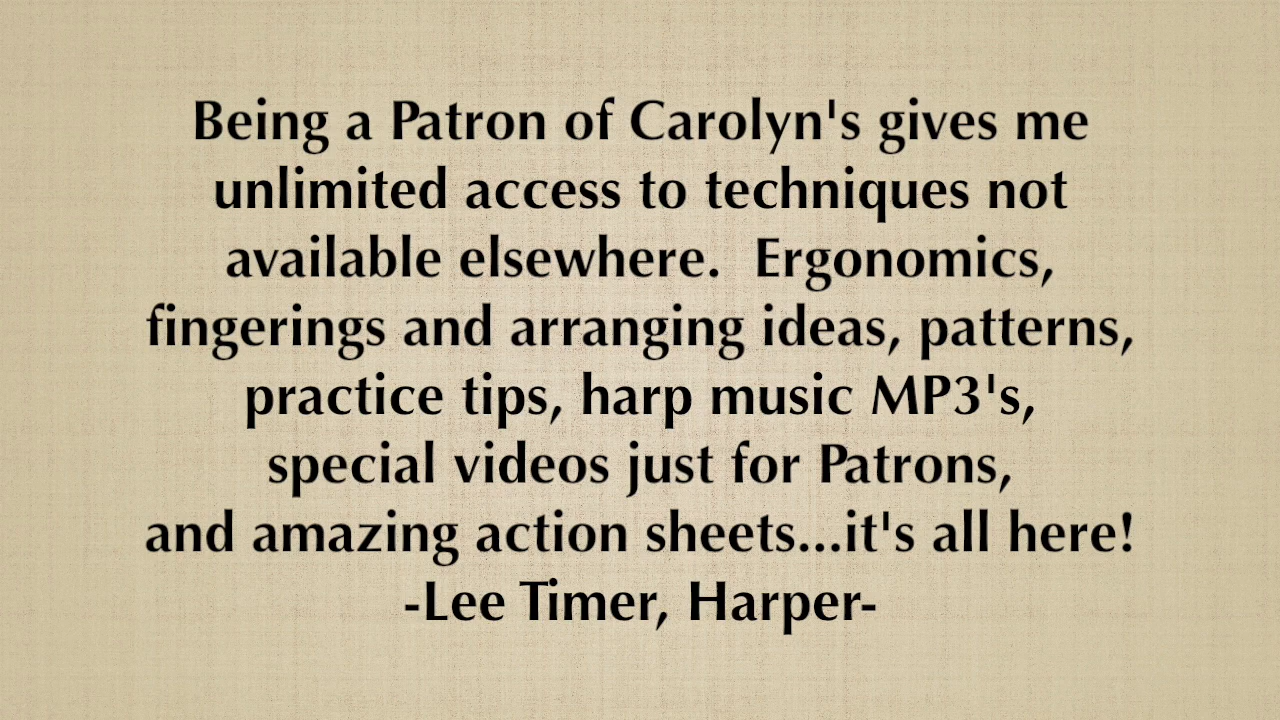 Being a Patron of Carolyn's gives me
unlimited access to techniques not
available elsewhere.  Ergonomics,
fingerings and arranging ideas, patterns,
practice tips, harp music MP3's,
special videos just for Patrons,
and amazing action sheets...it's all here!
-Lee Timer, Harper-